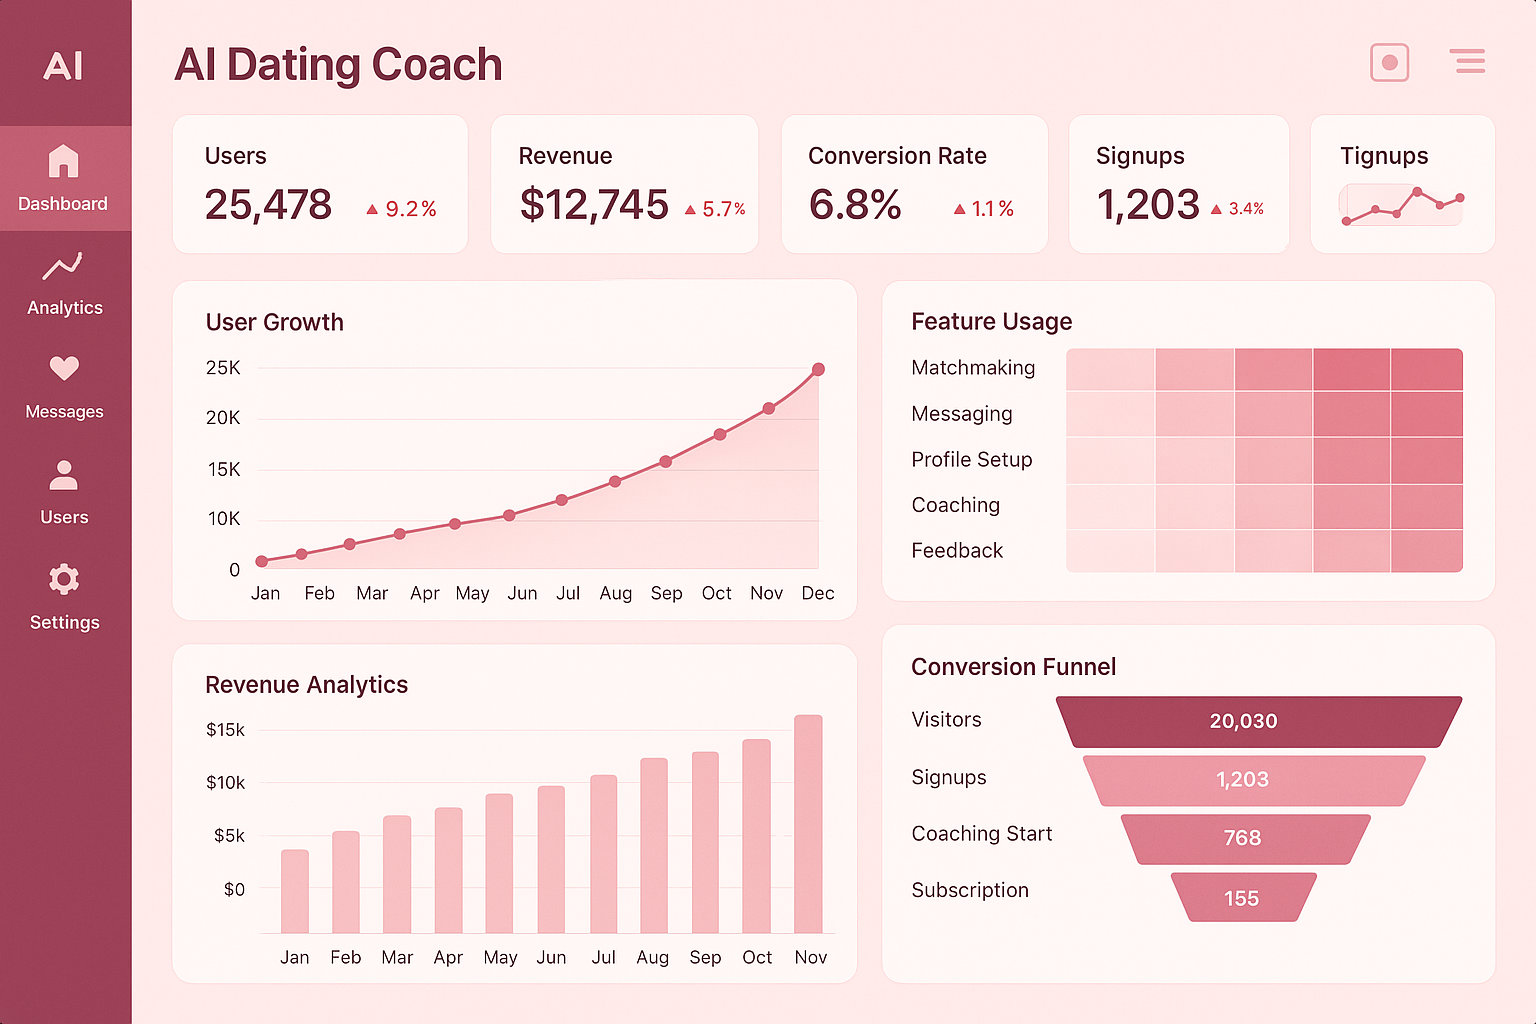 AI
Dashboard
Analytics
Messages
Users
Settings
AI Dating Coach
Users
25,478 ▲ 9.2%
Revenue
$12,745 ▲ 5.7%
Conversion Rate
6.8% ▲ 1.1%
Signups
1,203 ▲ 3.4%
Tignups
User Growth
25K
20K
15K
10K
0
Jan Feb Mar Apr May Jun Jul Aug Sep Oct Nov Dec
Feature Usage
Matchmaking
Messaging
Profile Setup
Coaching
Feedback
Revenue Analytics
$15k
$10k
$5k
$0
Jan Feb Mar Apr May Jun Jul Aug Sep Oct Nov
Conversion Funnel
Visitors 20,030
Signups 1,203
Coaching Start 768
Subscription 155